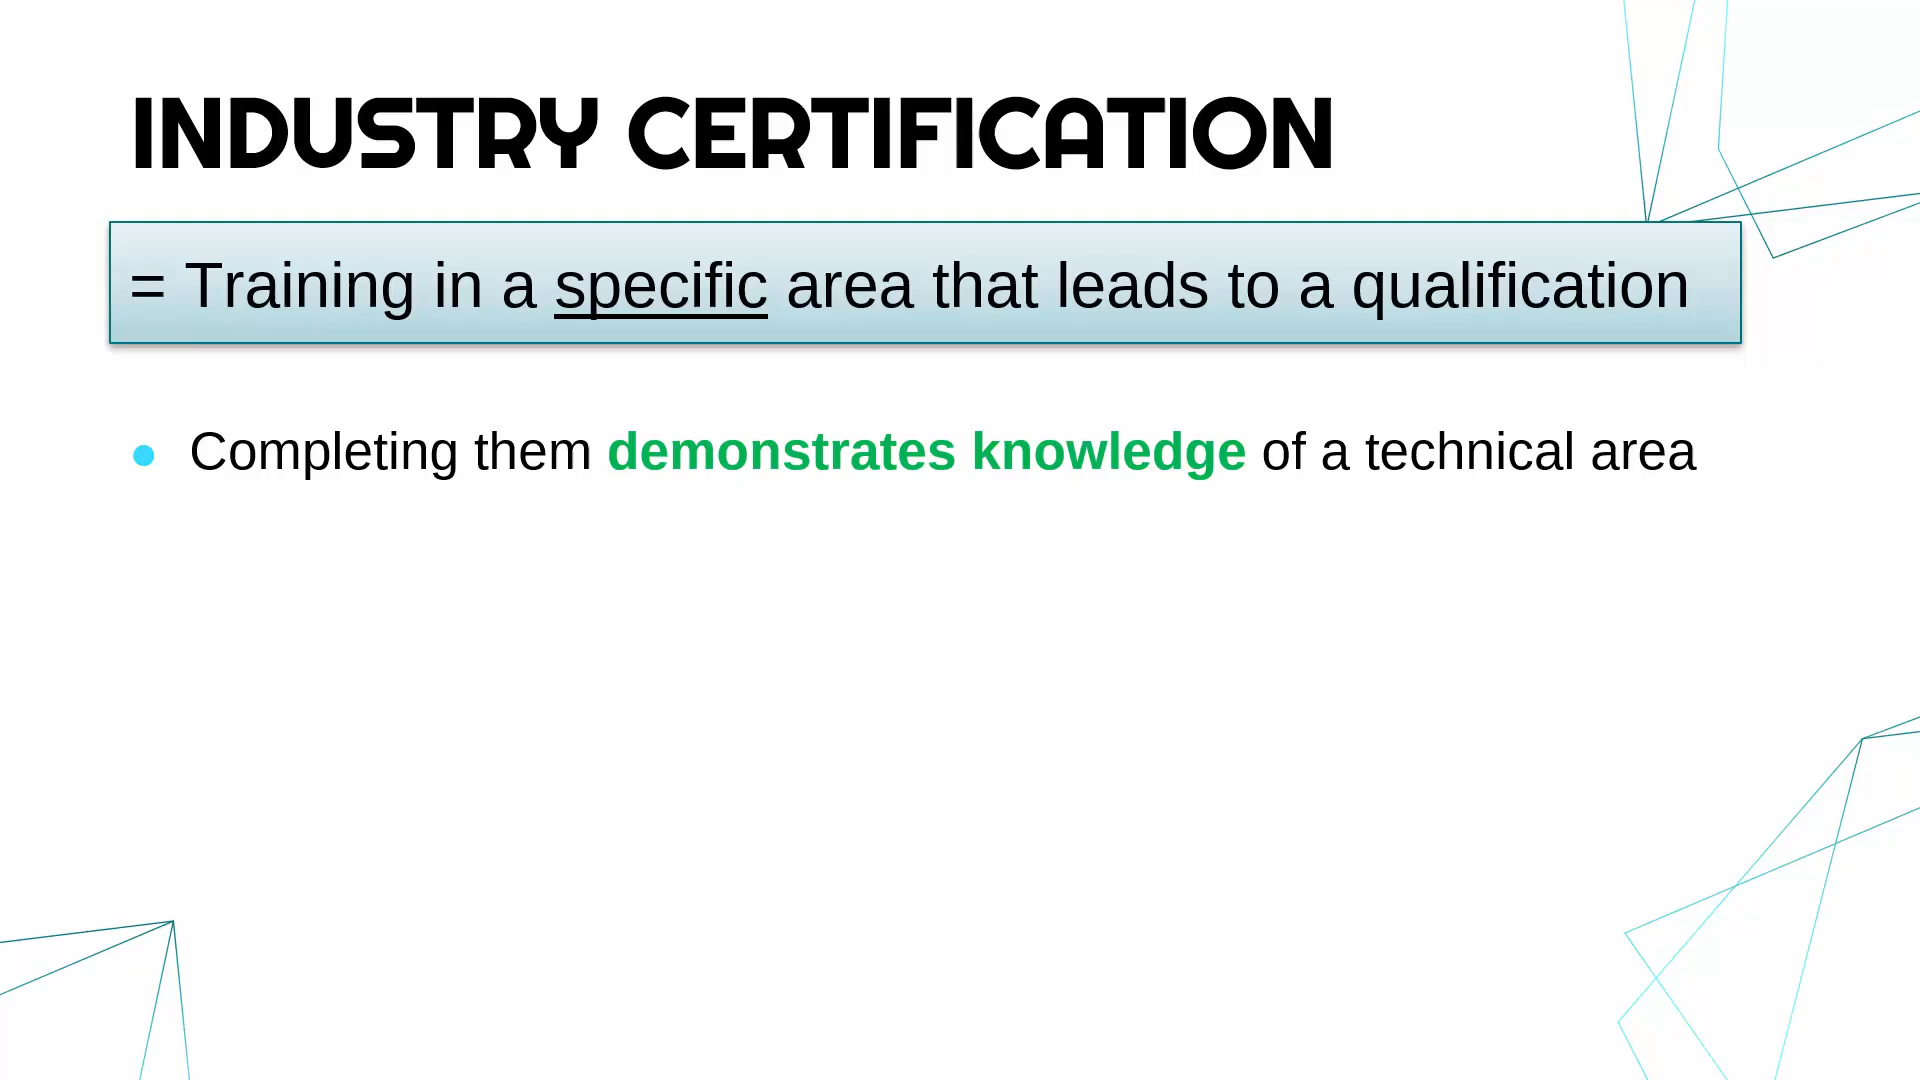 INDUSTRY CERTIFICATION
= Training in a specific area that leads to a qualification
• Completing them demonstrates knowledge of a technical area